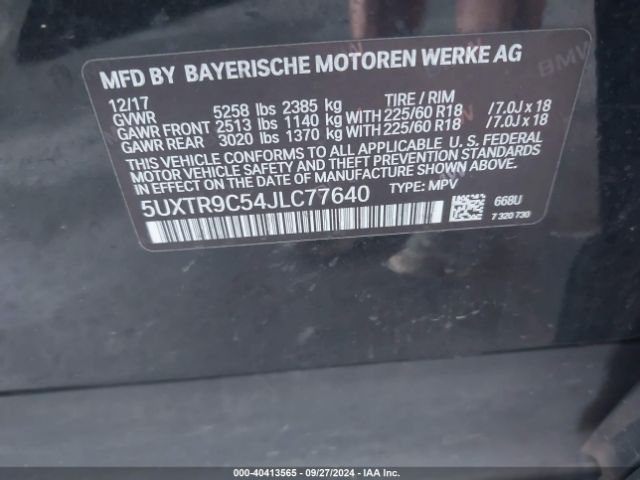 MFD BY BAYERISCHE MOTOREN WERKE AG
12/17 TIRE / RIM
GVWR 5258 lbs 2385 kg
GAWR FRONT 2513 lbs 1140 kg WITH 225/60 R18 /7.0J x 18
GAWR REAR 3020 lbs 1370 kg WITH 225/60 R18 /7.0J x 18
THIS VEHICLE CONFORMS TO ALL APPLICABLE U. S. FEDERAL
MOTOR VEHICLE SAFETY AND THEFT PREVENTION STANDARDS
IN EFFECT ON THE DATE OF MANUFACTURE SHOWN ABOVE.
5UXTR9C54JLC77640 TYPE: MPV
668U
7 320 730
BMW
000-40413565 - 09/27/2024 - IAAI.COM